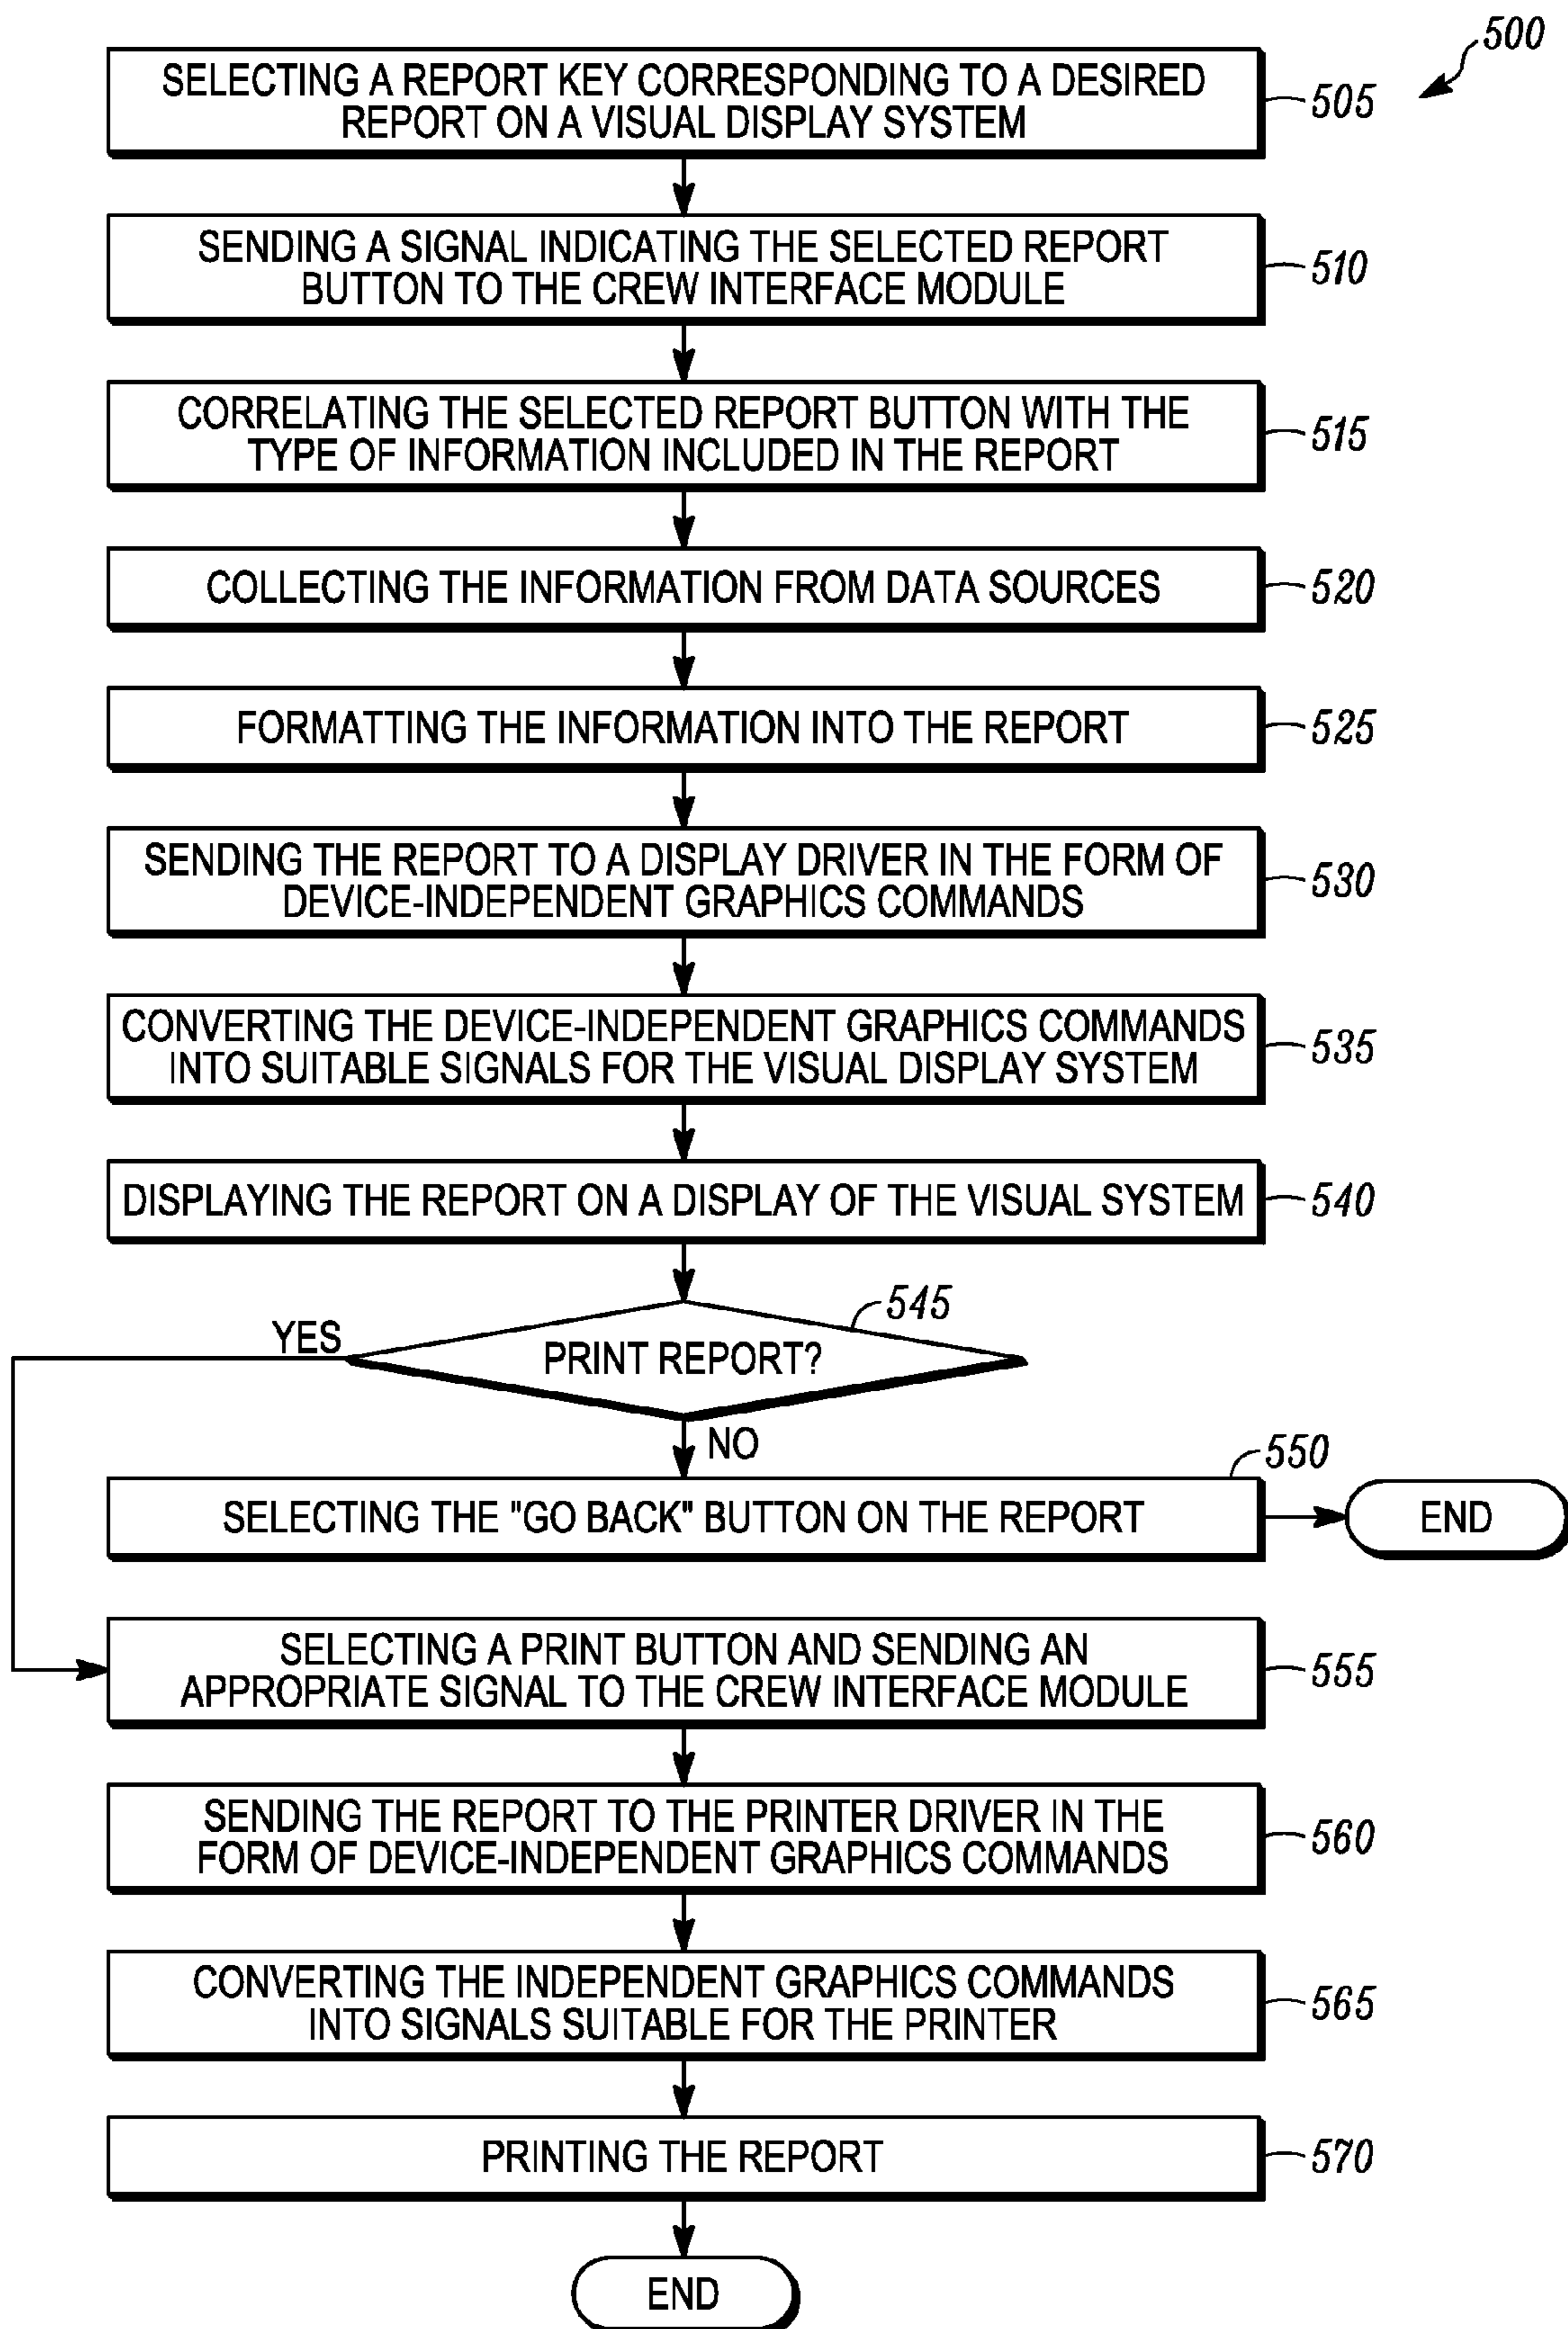 500
SELECTING A REPORT KEY CORRESPONDING TO A DESIRED
REPORT ON A VISUAL DISPLAY SYSTEM
505
SENDING A SIGNAL INDICATING THE SELECTED REPORT
BUTTON TO THE CREW INTERFACE MODULE
510
CORRELATING THE SELECTED REPORT BUTTON WITH THE
TYPE OF INFORMATION INCLUDED IN THE REPORT
515
COLLECTING THE INFORMATION FROM DATA SOURCES
520
FORMATTING THE INFORMATION INTO THE REPORT
525
SENDING THE REPORT TO A DISPLAY DRIVER IN THE FORM OF
DEVICE-INDEPENDENT GRAPHICS COMMANDS
530
CONVERTING THE DEVICE-INDEPENDENT GRAPHICS COMMANDS
INTO SUITABLE SIGNALS FOR THE VISUAL DISPLAY SYSTEM
535
DISPLAYING THE REPORT ON A DISPLAY OF THE VISUAL SYSTEM
540
545
YES
PRINT REPORT?
NO
550
SELECTING THE "GO BACK" BUTTON ON THE REPORT
END
SELECTING A PRINT BUTTON AND SENDING AN
APPROPRIATE SIGNAL TO THE CREW INTERFACE MODULE
555
SENDING THE REPORT TO THE PRINTER DRIVER IN THE
FORM OF DEVICE-INDEPENDENT GRAPHICS COMMANDS
560
CONVERTING THE INDEPENDENT GRAPHICS COMMANDS
INTO SIGNALS SUITABLE FOR THE PRINTER
565
PRINTING THE REPORT
570
END